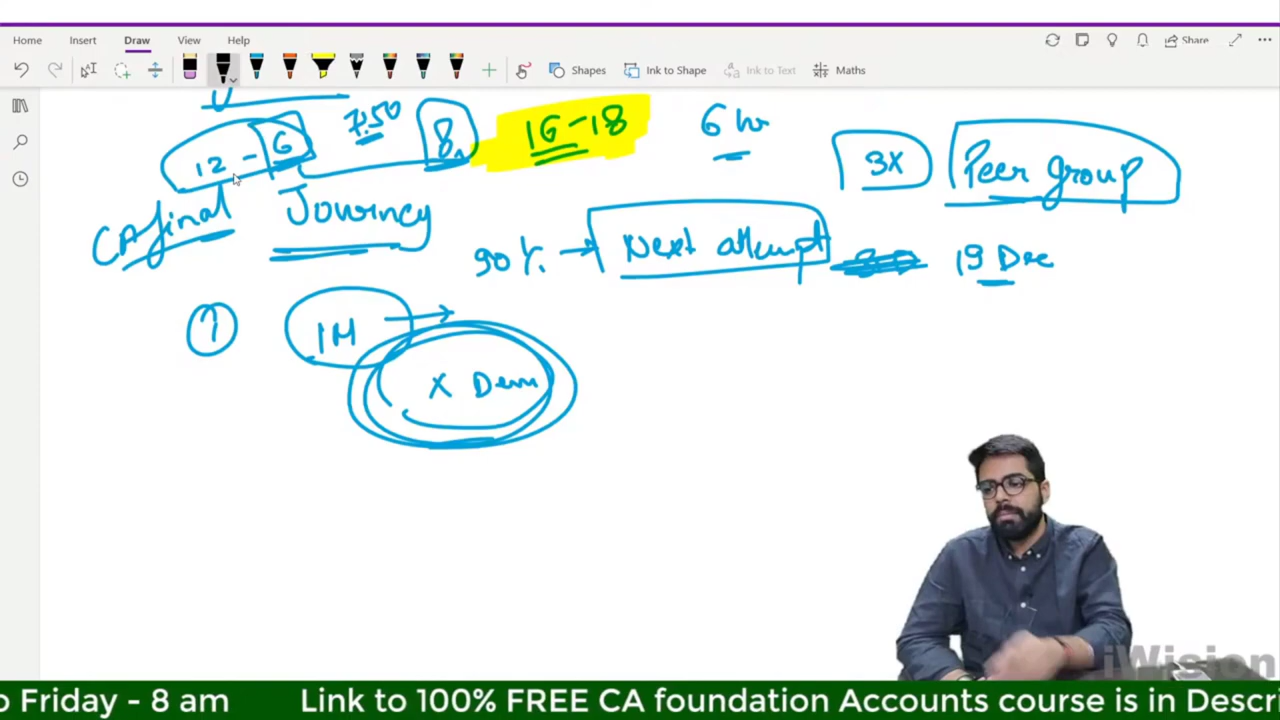 Home Insert Draw View Help
Share
Shapes Ink to Shape Ink to Text Maths
12 - 6 7:50 8 16-18 6 hr
3X Peer Group
CA final Journey
90% → Next attempt 19 Dec
1 1M →
X Dem
iWision
o Friday - 8 am Link to 100% FREE CA foundation Accounts course is in Descri